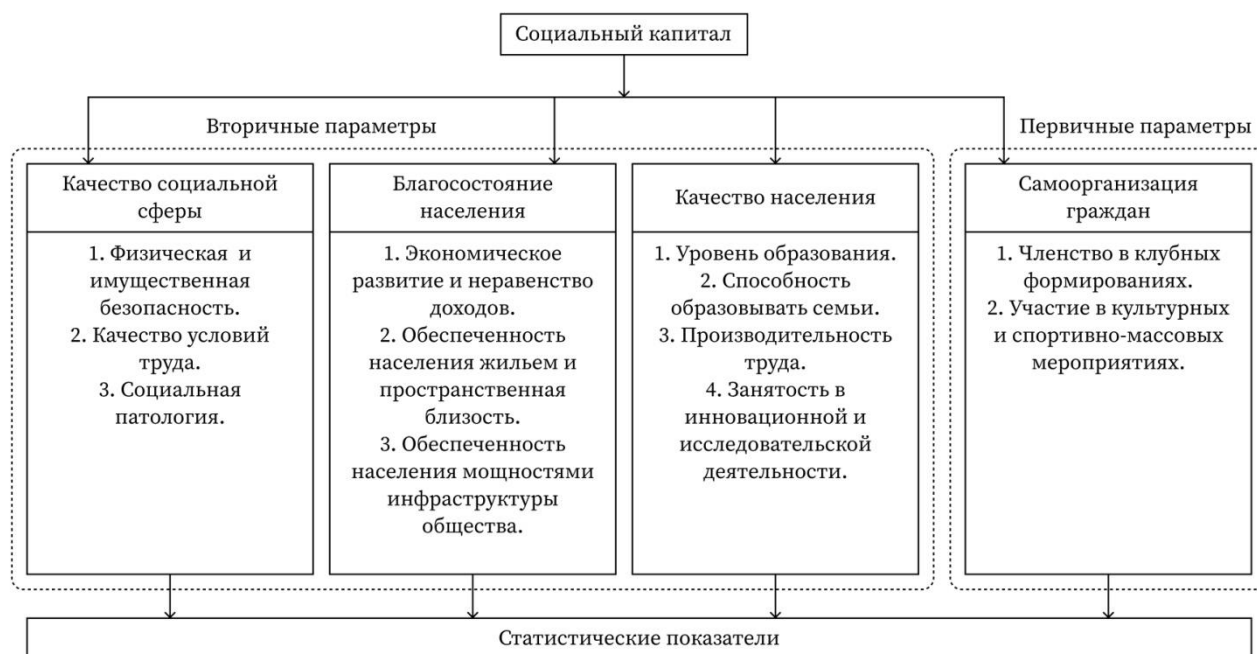 Социальный капитал
Вторичные параметры
Первичные параметры
Качество социальной
сферы
1. Физическая и
имущественная
безопасность.
2. Качество условий
труда.
3. Социальная
патология.
Благосостояние
населения
1. Экономическое
развитие и неравенство
доходов.
2. Обеспеченность
населения жильем и
пространственная
близость.
3. Обеспеченность
населения мощностями
инфраструктуры
общества.
Качество населения
1. Уровень образования.
2. Способность
образовывать семьи.
3. Производительность
труда.
4. Занятость в
инновационной и
исследовательской
деятельности.
Самоорганизация
граждан
1. Членство в клубных
формированиях.
2. Участие в культурных
и спортивно-массовых
мероприятиях.
Статистические показатели